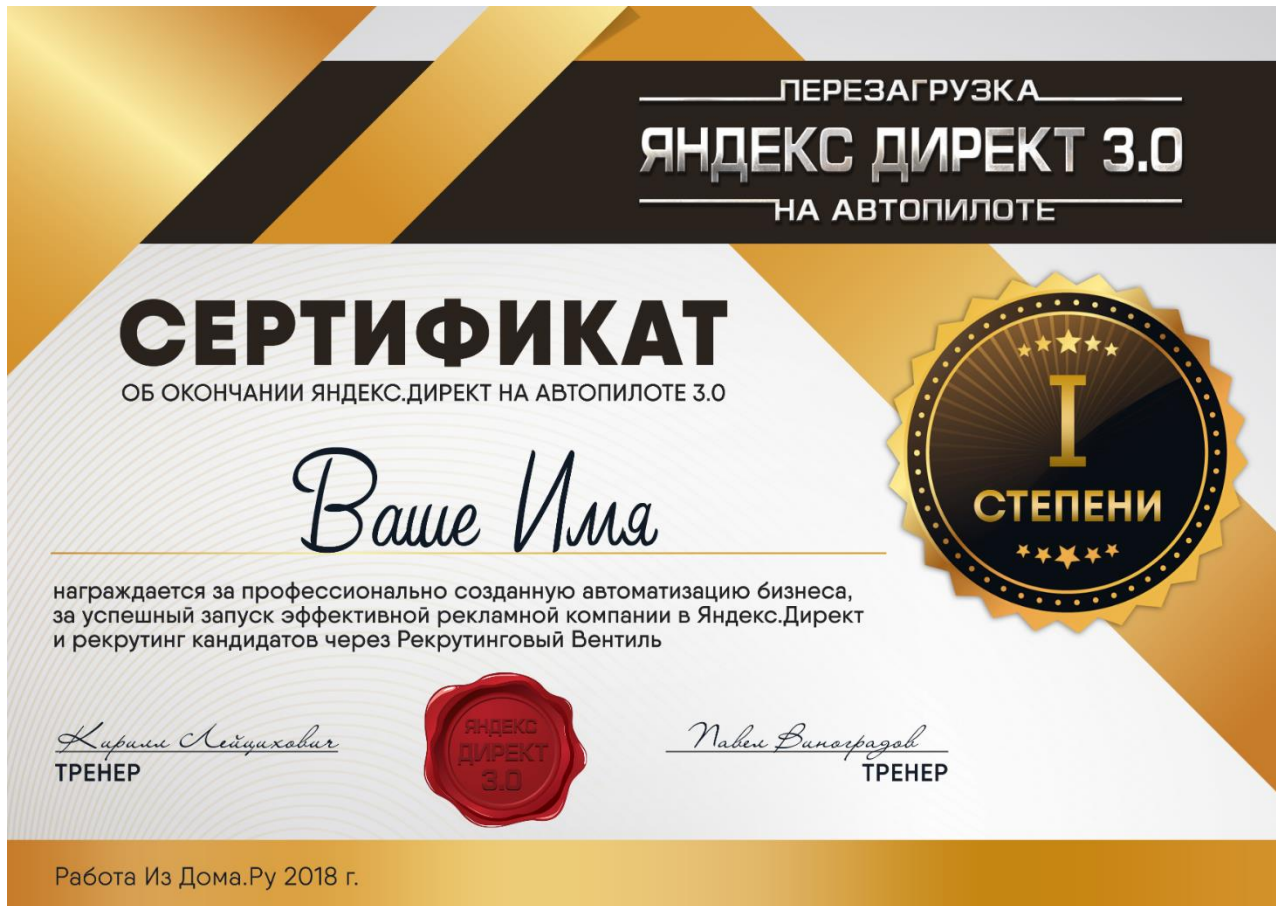 ПЕРЕЗАГРУЗКА
ЯНДЕКС ДИРЕКТ 3.0
НА АВТОПИЛОТЕ
СЕРТИФИКАТ
ОБ ОКОНЧАНИИ ЯНДЕКС.ДИРЕКТ НА АВТОПИЛОТЕ 3.0
I
СТЕПЕНИ
Ваше Имя
награждается за профессионально созданную автоматизацию бизнеса,
за успешный запуск эффективной рекламной компании в Яндекс.Директ
и рекрутинг кандидатов через Рекрутинговый Вентиль
Кирилл Лейцихович
ТРЕНЕР
ЯНДЕКС
ДИРЕКТ
3.0
Павел Виноградов
ТРЕНЕР
Работа Из Дома.Ру 2018 г.